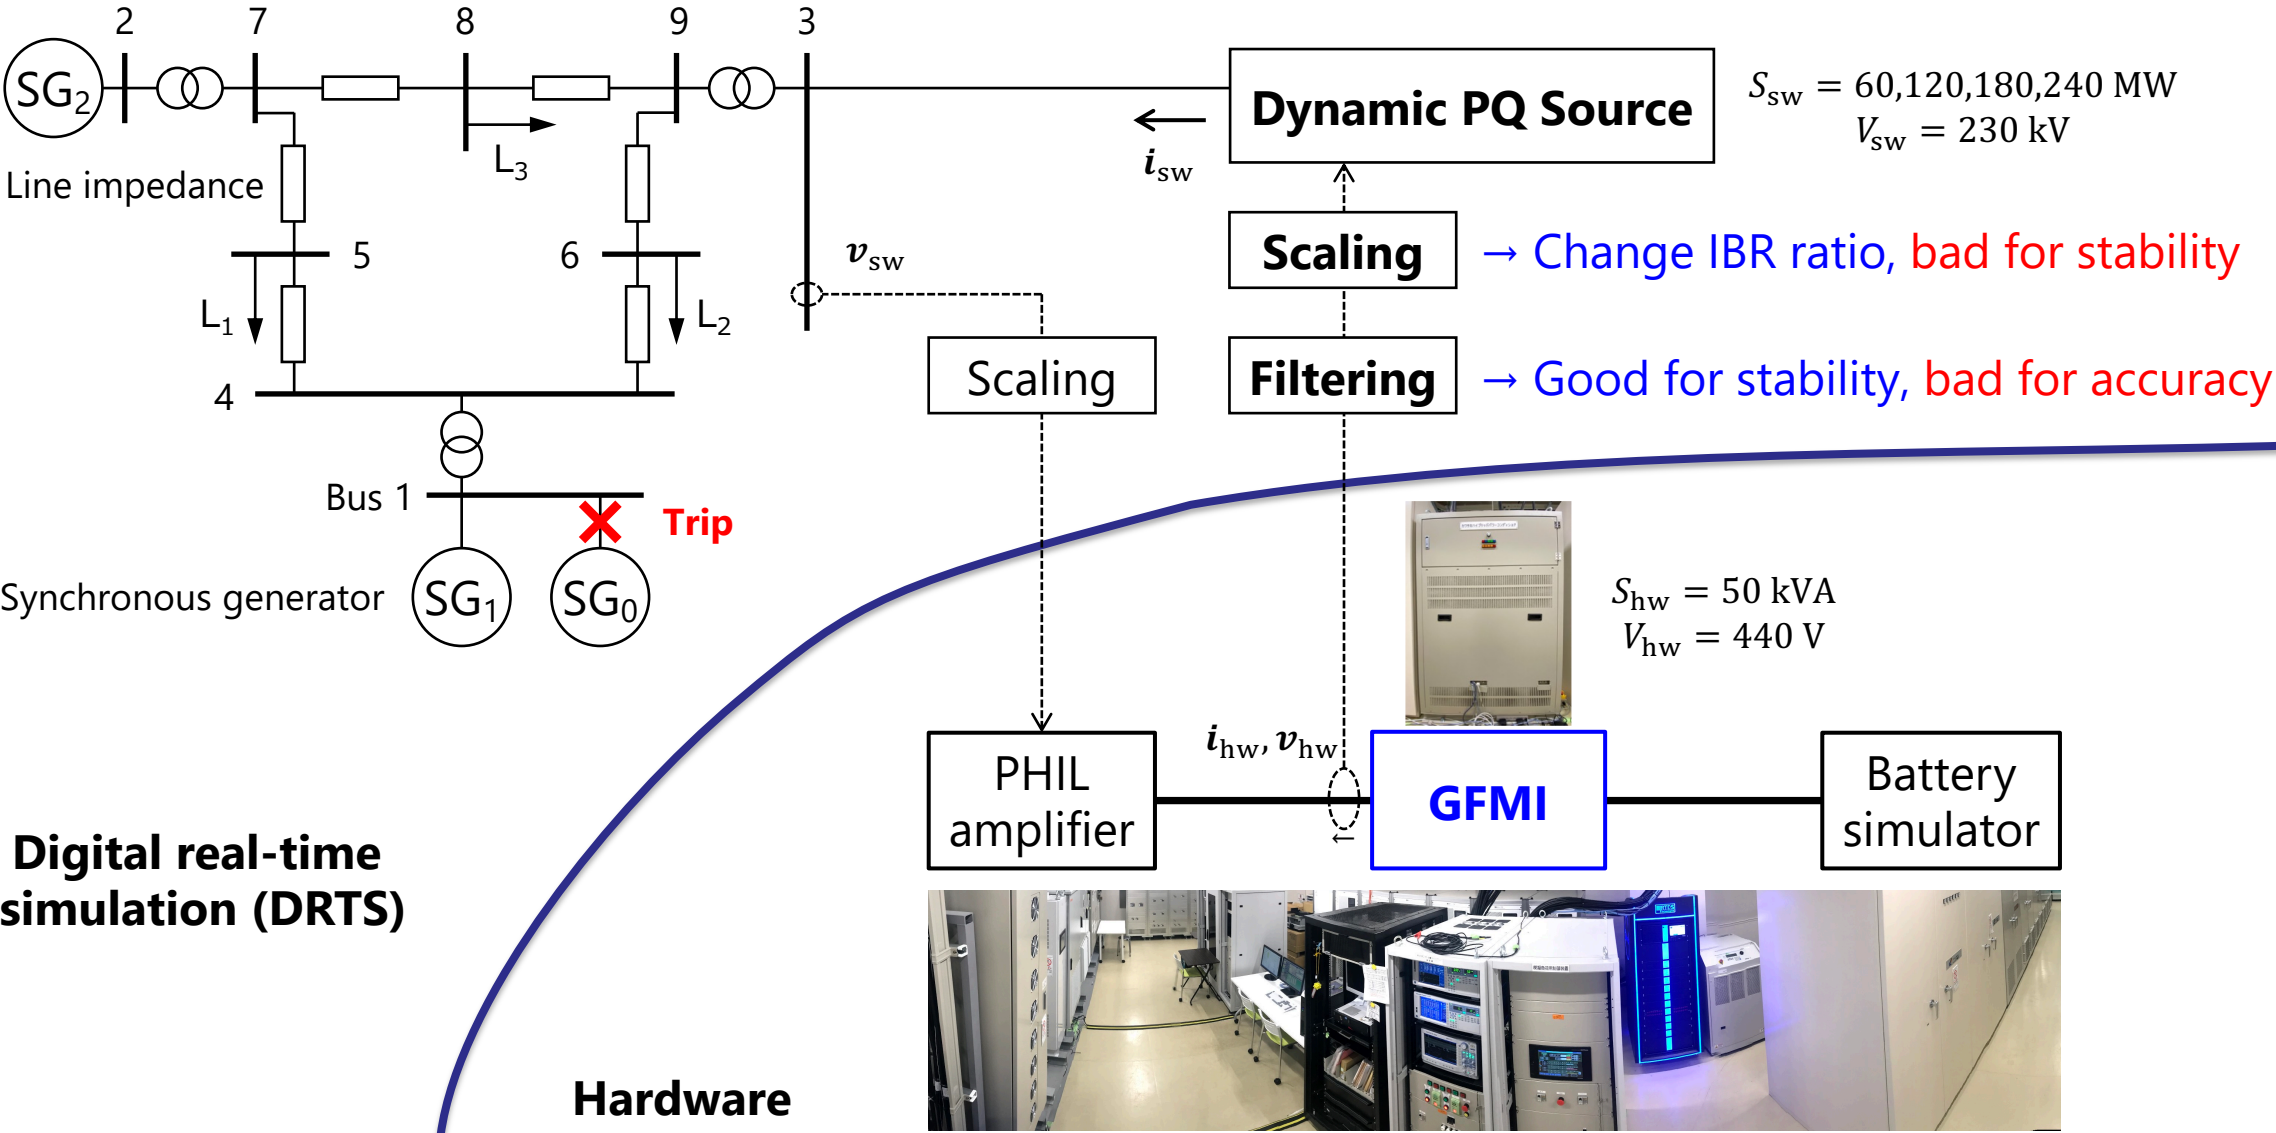 2
7
8
9
3
SG2
Dynamic PQ Source
Ssw = 60,120,180,240 MW
Vsw = 230 kV
L3
isw
Line impedance
Scaling
→ Change IBR ratio, bad for stability
5
6
vsw
L1
L2
Scaling
Filtering
→ Good for stability, bad for accuracy
4
Bus 1
Trip
Synchronous generator
SG1
SG0
Shw = 50 kVA
Vhw = 440 V
ihw, vhw
PHIL
amplifier
GFMI
Battery
simulator
Digital real-time
simulation (DRTS)
Hardware